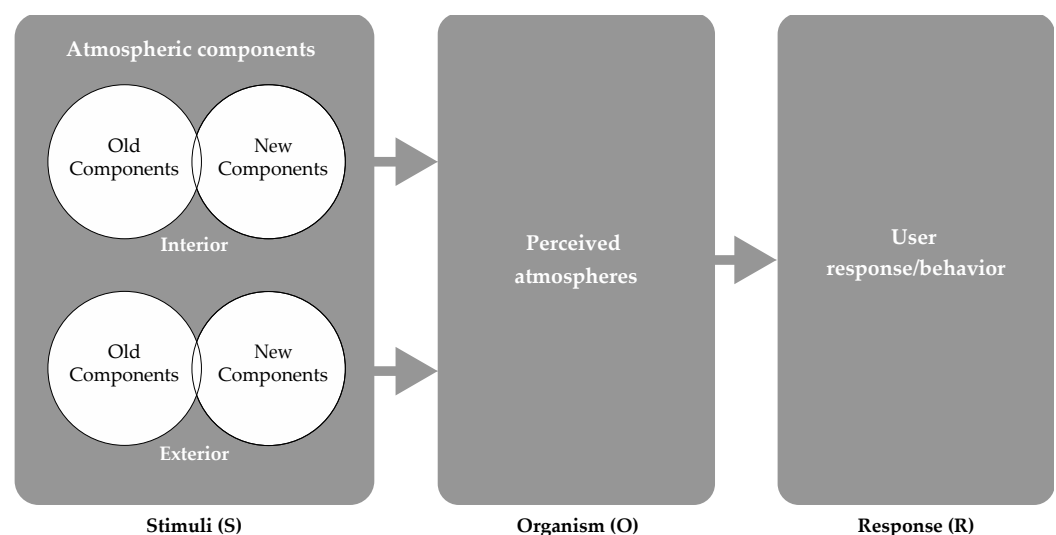 Atmospheric components
Old
Components
New
Components
Interior
Old
Components
New
Components
Exterior
Stimuli (S)
Perceived
atmospheres
Organism (O)
User
response/behavior
Response (R)